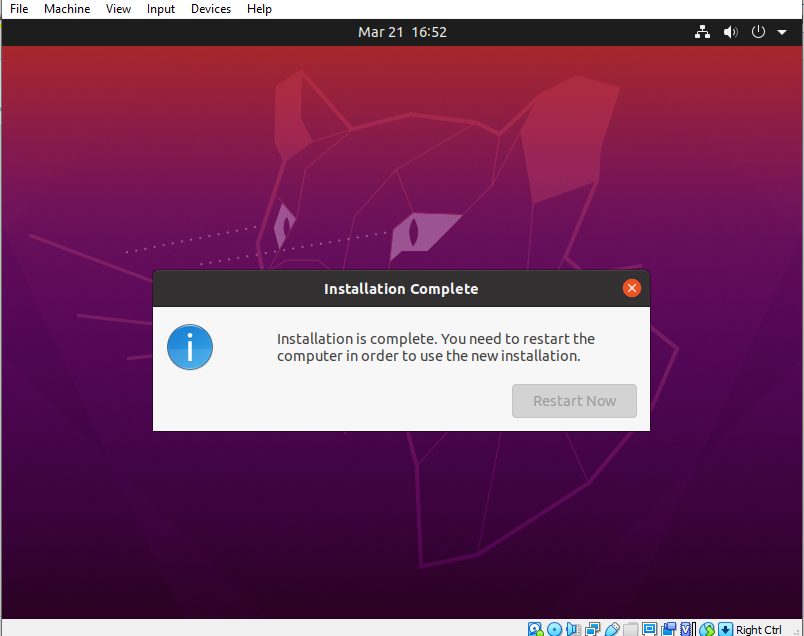 File Machine View Input Devices Help
Mar 21 16:52
Installation Complete
Installation is complete. You need to restart the
computer in order to use the new installation.
Restart Now
Right Ctrl